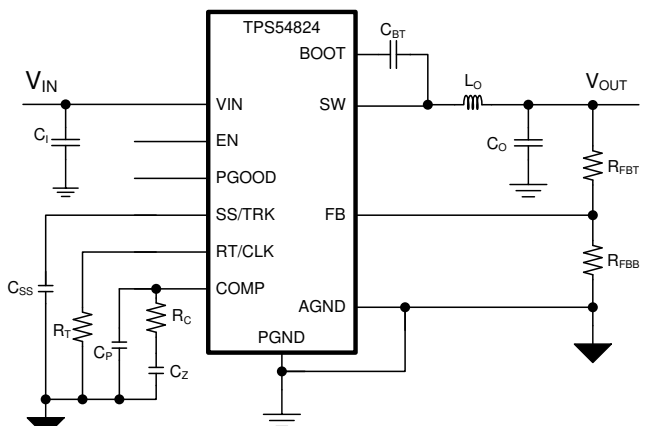 TPS54824
BOOT
C_BT
V_IN
VIN
SW
L_O
V_OUT
C_I
EN
C_O
PGOOD
R_FBT
SS/TRK
FB
RT/CLK
R_FBB
C_SS
COMP
AGND
R_T
R_C
C_P
PGND
C_Z